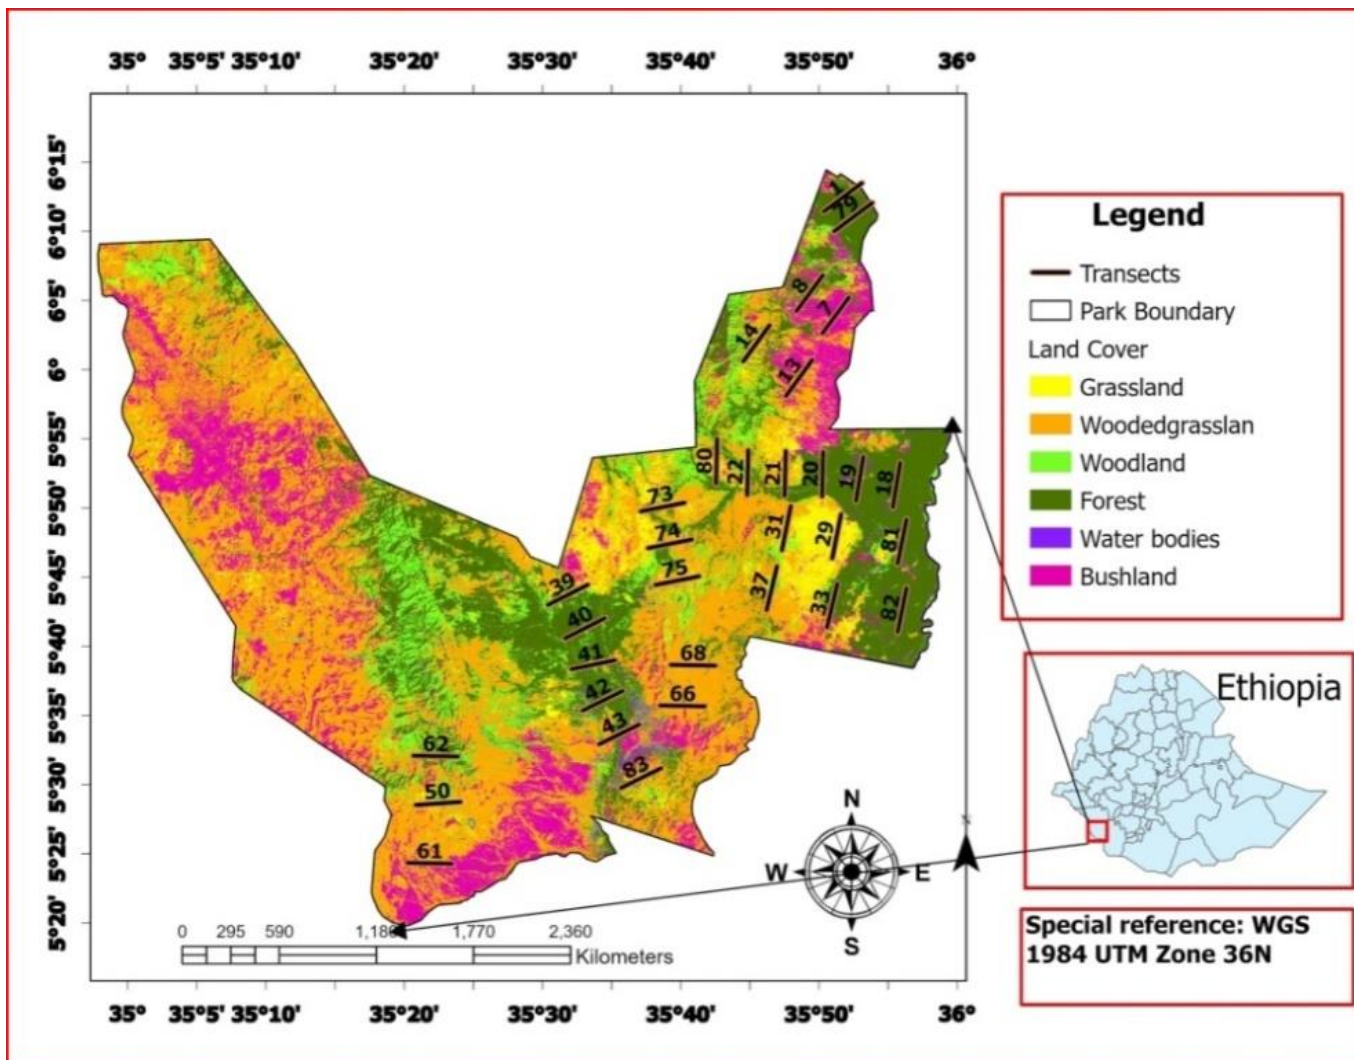 35° 35°5' 35°10' 35°20' 35°30' 35°40' 35°50' 36°
6°15'
6°10'
6°5'
6°
5°55'
5°50'
5°45'
5°40'
5°35'
5°30'
5°25'
5°20'
1
79
8
7
14
13
80
22
21
20
19
18
73
74
75
31
29
81
39
37
33
82
40
41
68
42
66
43
62
83
50
61
Legend
Transects
Park Boundary
Land Cover
Grassland
Woodedgrasslan
Woodland
Forest
Water bodies
Bushland
Ethiopia
N
W E
S
0 295 590 1,180 1,770 2,360
Kilometers
Special reference: WGS
1984 UTM Zone 36N
35° 35°5' 35°10' 35°20' 35°30' 35°40' 35°50' 36°